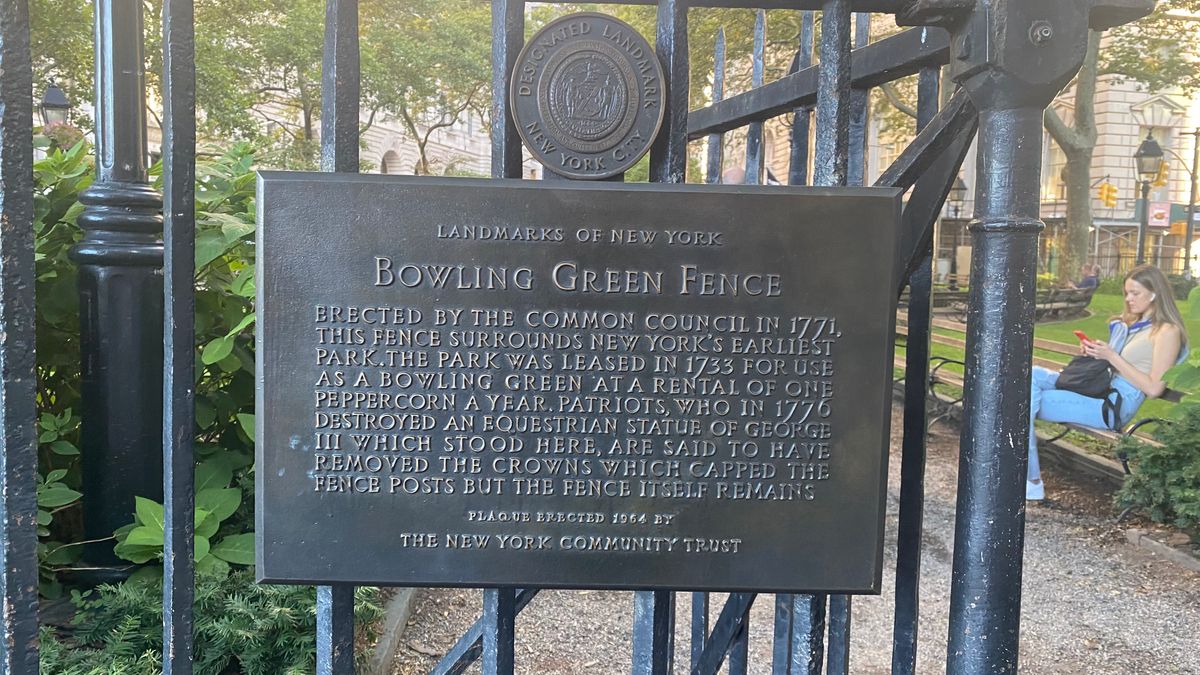 DESIGNATED LANDMARK
NEW YORK CITY
LANDMARKS OF NEW YORK
BOWLING GREEN FENCE
ERECTED BY THE COMMON COUNCIL IN 1771,
THIS FENCE SURROUNDS NEW YORK'S EARLIEST
PARK. THE PARK WAS LEASED IN 1733 FOR USE
AS A BOWLING GREEN AT A RENTAL OF ONE
PEPPERCORN A YEAR. PATRIOTS, WHO IN 1776
DESTROYED AN EQUESTRIAN STATUE OF GEORGE
III WHICH STOOD HERE, ARE SAID TO HAVE
REMOVED THE CROWNS WHICH CAPPED THE
FENCE POSTS BUT THE FENCE ITSELF REMAINS
PLAQUE ERECTED 1964 BY
THE NEW YORK COMMUNITY TRUST